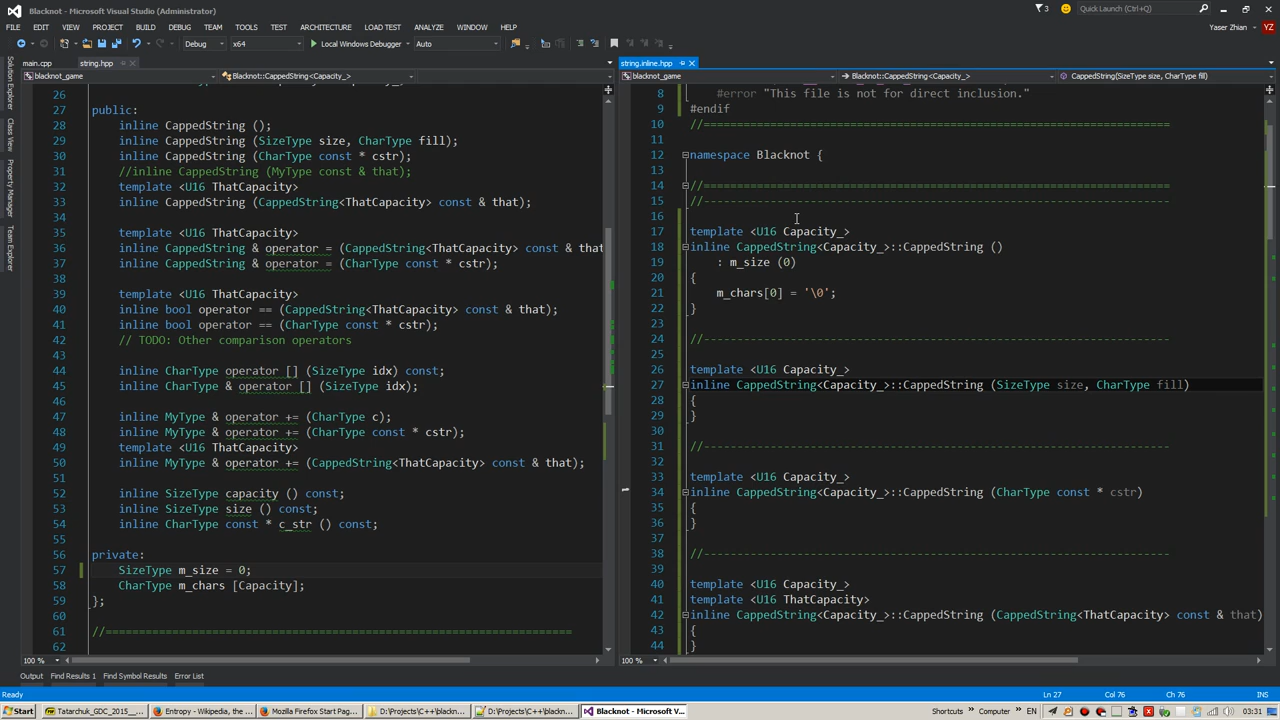 Blacknot - Microsoft Visual Studio (Administrator)
3
Quick Launch (Ctrl+Q)
FILE EDIT VIEW PROJECT BUILD DEBUG TEAM TOOLS TEST ARCHITECTURE LOAD TEST ANALYZE WINDOW HELP
Yaser Zhian YZ
Debug x64 Local Windows Debugger Auto
Solution Explorer
Class View
Property Manager
Team Explorer
main.cpp string.hpp
blacknot_game Blacknot::CappedString<Capacity_>
26
27 public:
28 inline CappedString ();
29 inline CappedString (SizeType size, CharType fill);
30 inline CappedString (CharType const * cstr);
31 //inline CappedString (MyType const & that);
32 template <U16 ThatCapacity>
33 inline CappedString (CappedString<ThatCapacity> const & that);
34
35 template <U16 ThatCapacity>
36 inline CappedString & operator = (CappedString<ThatCapacity> const & that
37 inline CappedString & operator = (CharType const * cstr);
38
39 template <U16 ThatCapacity>
40 inline bool operator == (CappedString<ThatCapacity> const & that);
41 inline bool operator == (CharType const * cstr);
42 // TODO: Other comparison operators
43
44 inline CharType operator [] (SizeType idx) const;
45 inline CharType & operator [] (SizeType idx);
46
47 inline MyType & operator += (CharType c);
48 inline MyType & operator += (CharType const * cstr);
49 template <U16 ThatCapacity>
50 inline MyType & operator += (CappedString<ThatCapacity> const & that);
51
52 inline SizeType capacity () const;
53 inline SizeType size () const;
54 inline CharType const * c_str () const;
55
56 private:
57 SizeType m_size = 0;
58 CharType m_chars [Capacity];
59 };
60
61 //======================================================================
62
100 %
string.inline.hpp
blacknot_game Blacknot::CappedString<Capacity_> CappedString(SizeType size, CharType fill)
8 #error "This file is not for direct inclusion."
9 #endif
10 //======================================================================
11
12 namespace Blacknot {
13
14 //======================================================================
15 //----------------------------------------------------------------------
16
17 template <U16 Capacity_>
18 inline CappedString<Capacity_>::CappedString ()
19 : m_size (0)
20 {
21 m_chars[0] = '\0';
22 }
23
24 //----------------------------------------------------------------------
25
26 template <U16 Capacity_>
27 inline CappedString<Capacity_>::CappedString (SizeType size, CharType fill)
28 {
29 }
30
31 //----------------------------------------------------------------------
32
33 template <U16 Capacity_>
34 inline CappedString<Capacity_>::CappedString (CharType const * cstr)
35 {
36 }
37
38 //----------------------------------------------------------------------
39
40 template <U16 Capacity_>
41 template <U16 ThatCapacity>
42 inline CappedString<Capacity_>::CappedString (CappedString<ThatCapacity> const & that)
43 {
44 }
100 %
Output Find Results 1 Find Symbol Results Error List
Ready Ln 27 Col 76 Ch 76 INS
Start Tatarchuk_GDC_2015__... Entropy - Wikipedia, the ... Mozilla Firefox Start Pag... D:\Projects\C++\blackn... D:\Projects\C++\blackn... Blacknot - Microsoft Vis... Shortcuts » Computer » EN 03:31